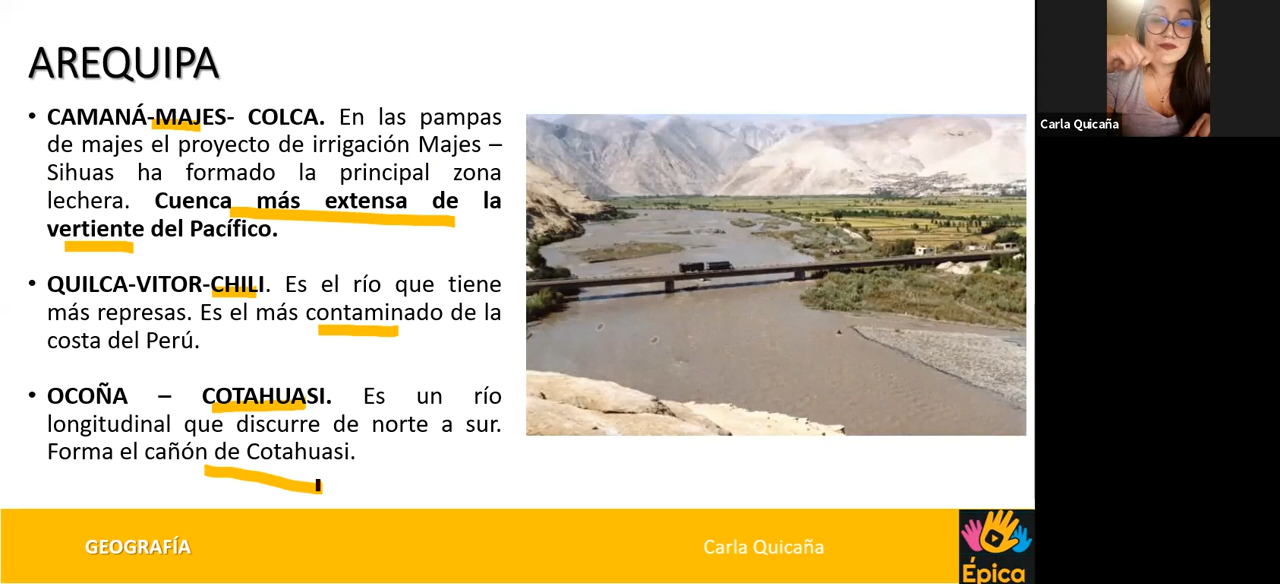 AREQUIPA
• CAMANÁ-MAJES- COLCA. En las pampas
de majes el proyecto de irrigación Majes –
Sihuas ha formado la principal zona
lechera. Cuenca más extensa de la
vertiente del Pacífico.
• QUILCA-VITOR-CHILI. Es el río que tiene
más represas. Es el más contaminado de la
costa del Perú.
• OCOÑA – COTAHUASI. Es un río
longitudinal que discurre de norte a sur.
Forma el cañón de Cotahuasi.
Carla Quicaña
GEOGRAFÍA
Carla Quicaña
Épica